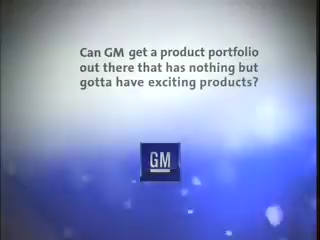 Can GM get a product portfolio
out there that has nothing but
gotta have exciting products?
GM